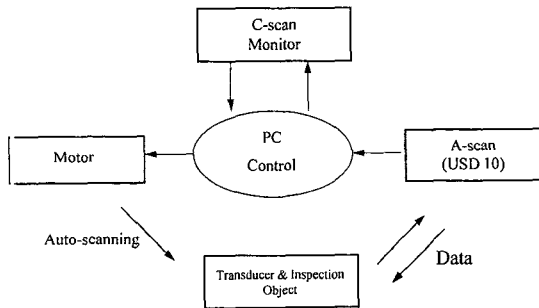 C-scan
Monitor
PC
Control
Motor
A-scan
(USD 10)
Auto-scanning
Transducer & Inspection
Object
Data